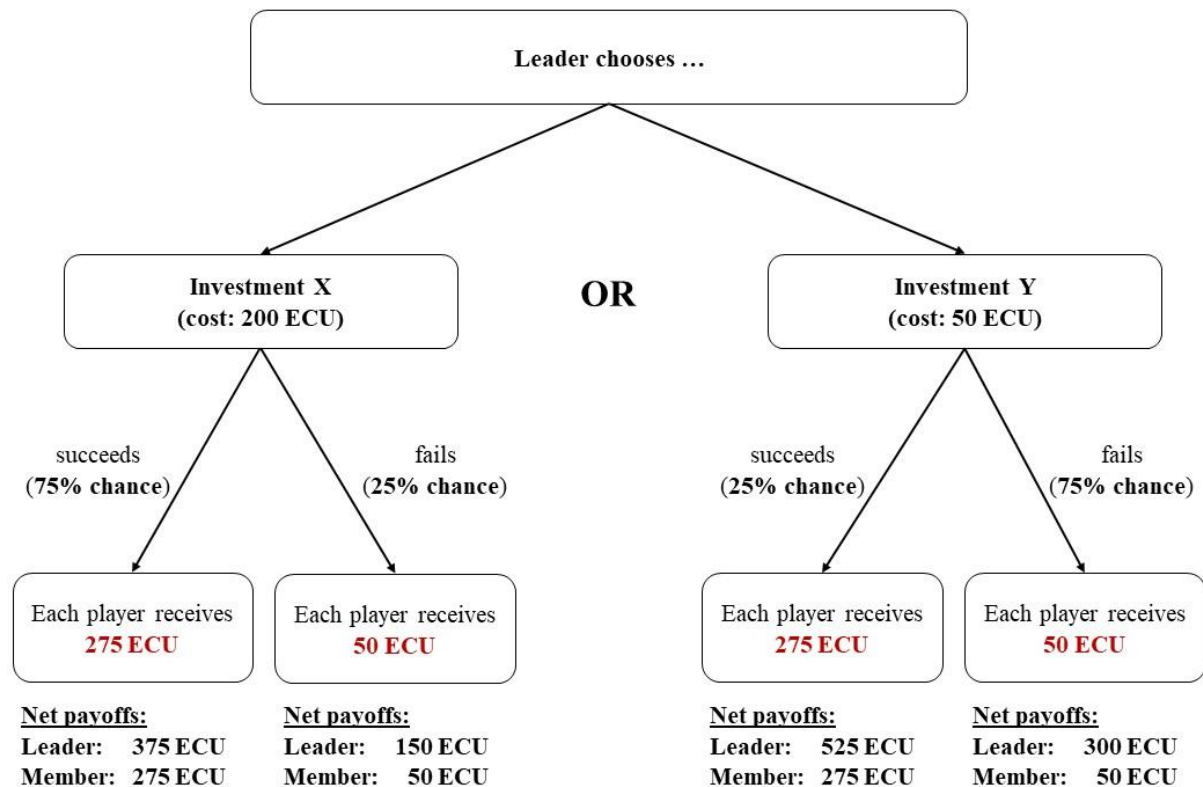 Leader chooses …
Investment X
(cost: 200 ECU)
OR
Investment Y
(cost: 50 ECU)
succeeds
(75% chance)
fails
(25% chance)
succeeds
(25% chance)
fails
(75% chance)
Each player receives
275 ECU
Each player receives
50 ECU
Each player receives
275 ECU
Each player receives
50 ECU
Net payoffs:
Leader: 375 ECU
Member: 275 ECU
Net payoffs:
Leader: 150 ECU
Member: 50 ECU
Net payoffs:
Leader: 525 ECU
Member: 275 ECU
Net payoffs:
Leader: 300 ECU
Member: 50 ECU